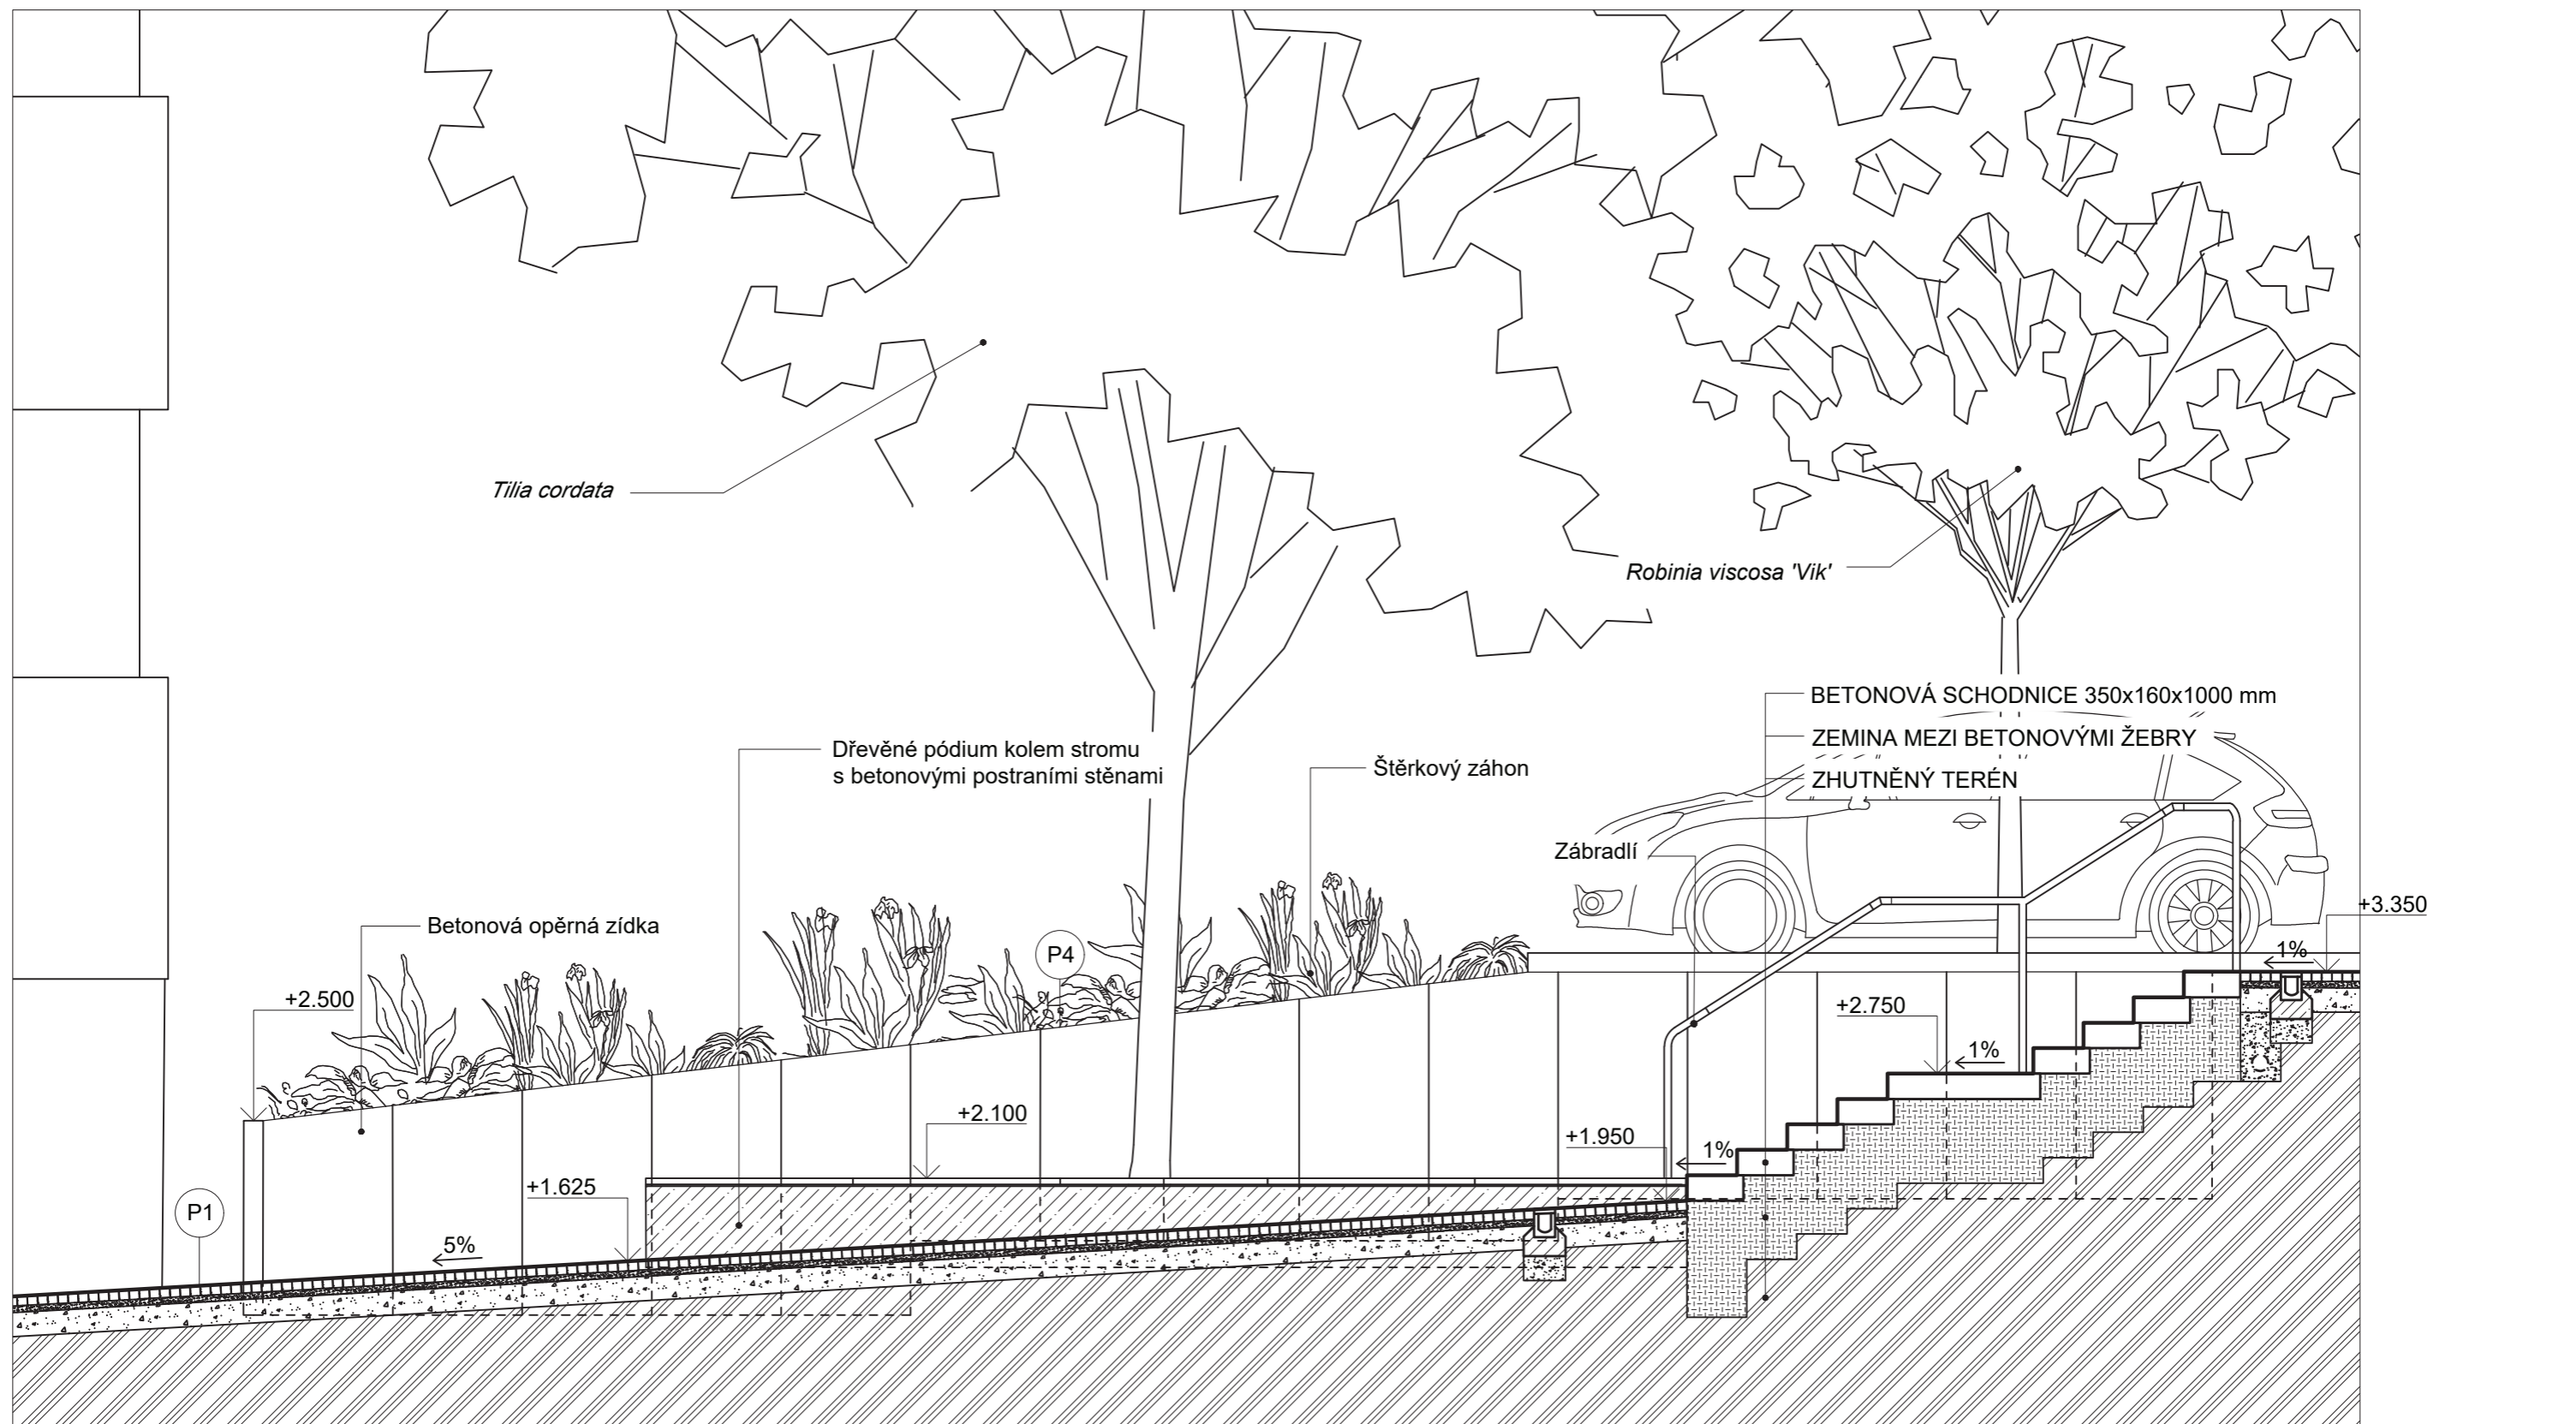 Tilia cordata
Robinia viscosa 'Vik'
BETONOVÁ SCHODNICE 350x160x1000 mm
ZEMINA MEZI BETONOVÝMI ŽEBRY
ZHUTNĚNÝ TERÉN
Dřevěné pódium kolem stromu
s betonovými postraními stěnami
Štěrkový záhon
Zábradlí
Betonová opěrná zídka
+3.350
1%
P4
+2.500
+2.750
1%
+2.100
+1.950
1%
+1.625
P1
5%